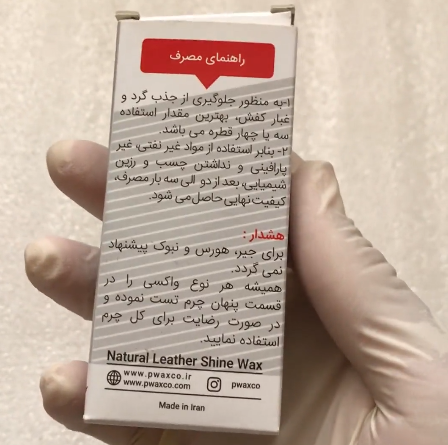 راهنمای مصرف
۱-به منظور جلوگیری از جذب گرد و
غبار کفش، بهترین مقدار استفاده
سه یا چهار قطره می باشد.
۲- بنابر استفاده از مواد غیر نفتی، غیر
پارافینی و نداشتن چسب و رزین
شیمیایی، بعد از دو الی سه بار مصرف،
کیفیت نهایی حاصل می شود.
هشدار :
برای جیر، هورس و نبوک پیشنهاد
نمی گردد.
همیشه هر نوع واکسی را در
قسمت پنهان چرم تست نموده و
در صورت رضایت برای کل چرم
استفاده نمایید.
Natural Leather Shine Wax
www.pwaxco.ir
www.pwaxco.com
pwaxco
Made in Iran